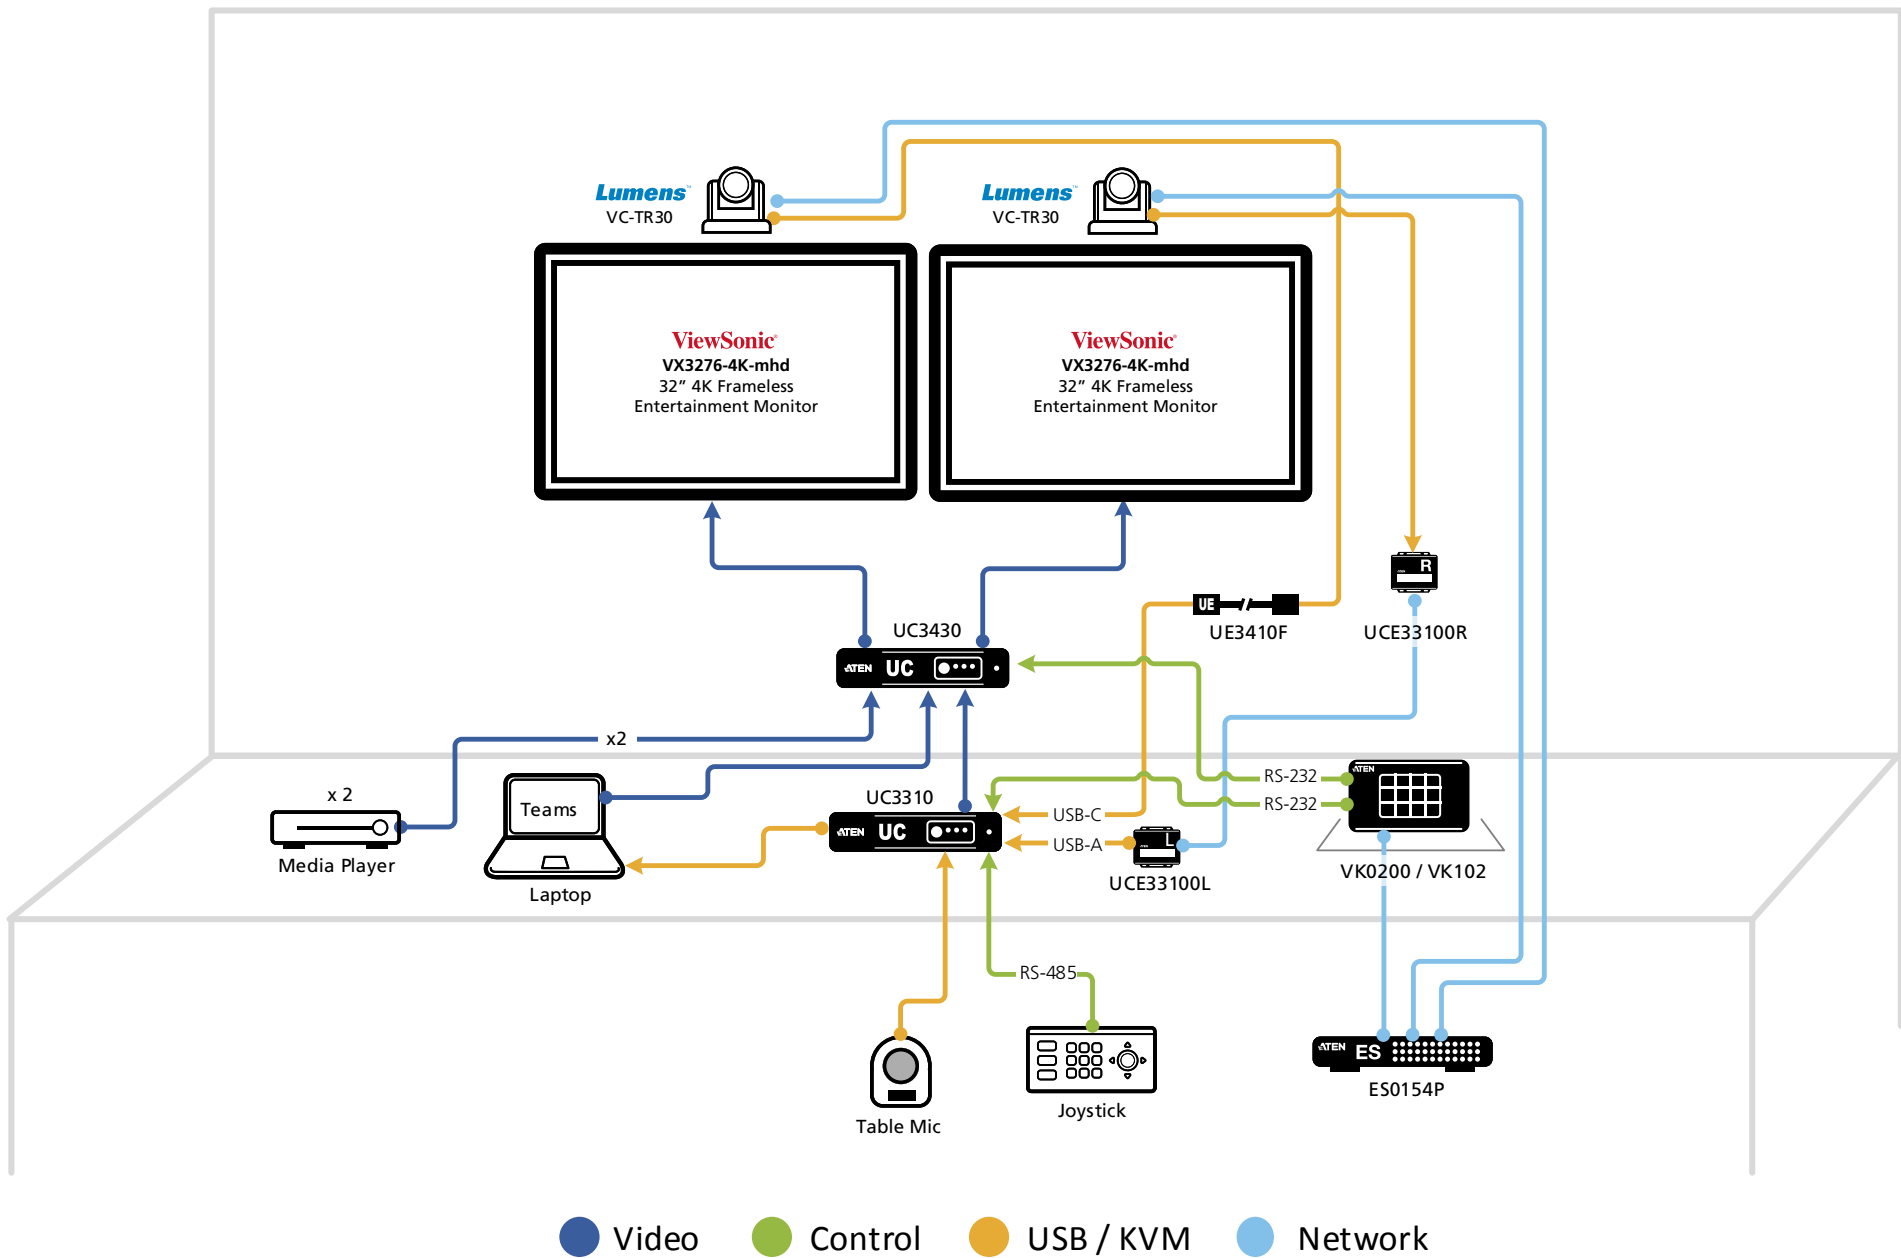 Lumens™
VC-TR30
Lumens™
VC-TR30
ViewSonic®
VX3276-4K-mhd
32” 4K Frameless
Entertainment Monitor
ViewSonic®
VX3276-4K-mhd
32” 4K Frameless
Entertainment Monitor
R
UE
UE3410F
UCE33100R
UC3430
ATEN UC
x2
x 2
Media Player
Teams
Laptop
UC3310
ATEN UC
RS-232
RS-232
USB-C
USB-A
L
UCE33100L
ATEN
VK0200 / VK102
RS-485
Table Mic
Joystick
ATEN ES
ES0154P
Video
Control
USB / KVM
Network